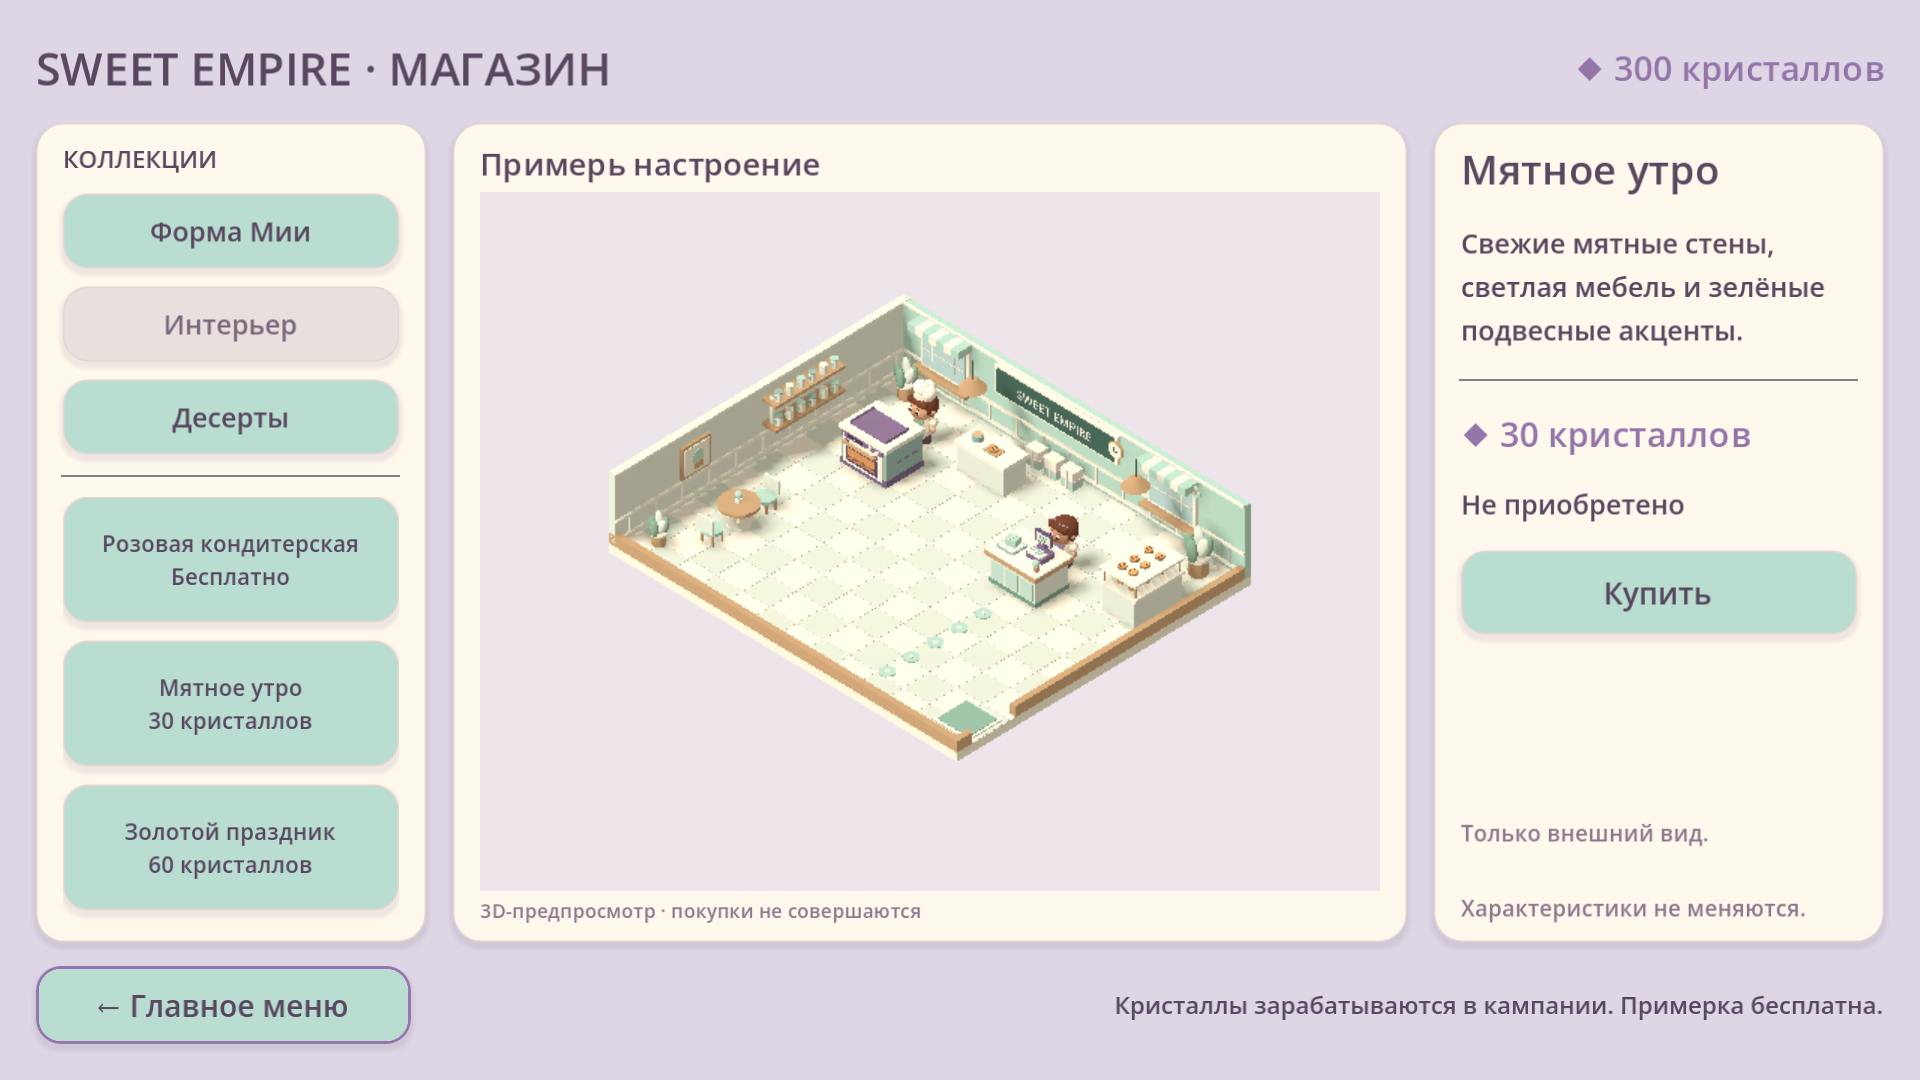 SWEET EMPIRE · МАГАЗИН
◆ 300 кристаллов
КОЛЛЕКЦИИ
Форма Мии
Интерьер
Десерты
Розовая кондитерская
Бесплатно
Мятное утро
30 кристаллов
Золотой праздник
60 кристаллов
Примерь настроение
SWEET EMPIRE
3D-предпросмотр · покупки не совершаются
Мятное утро
Свежие мятные стены,
светлая мебель и зелёные
подвесные акценты.
◆ 30 кристаллов
Не приобретено
Купить
Только внешний вид.
Характеристики не меняются.
← Главное меню
Кристаллы зарабатываются в кампании. Примерка бесплатна.